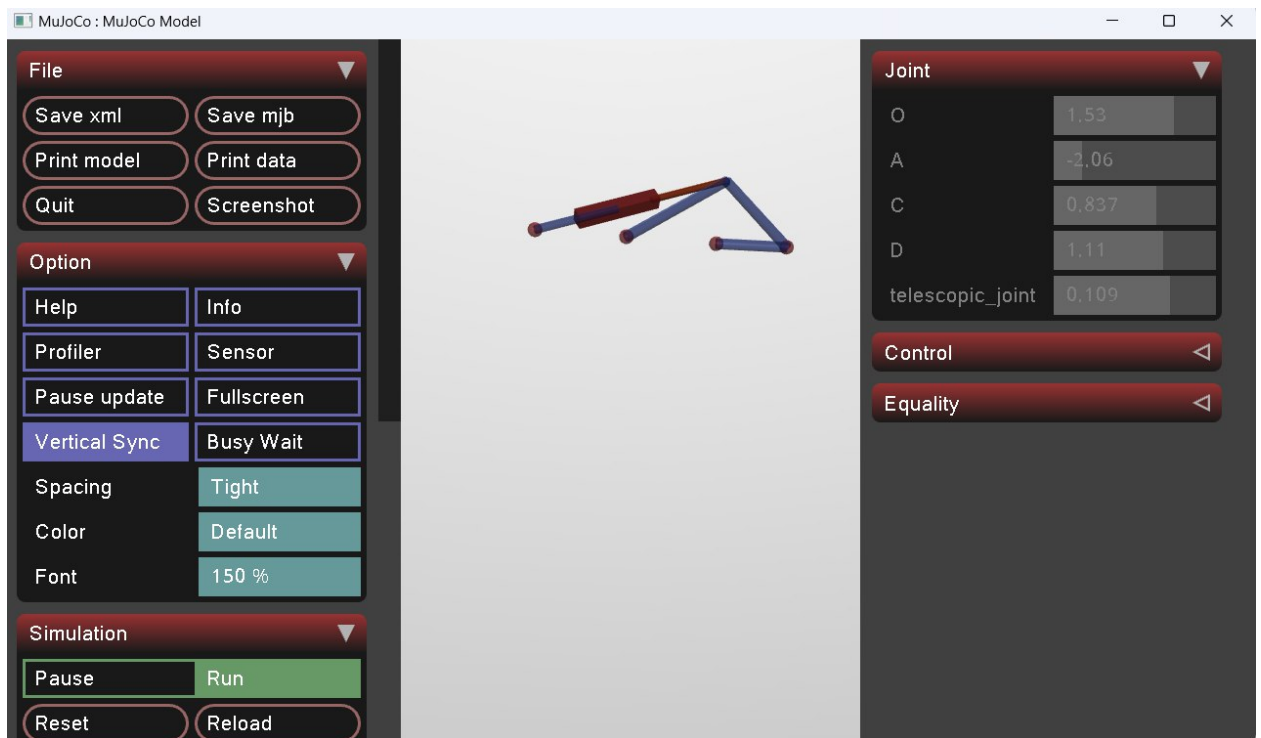 MuJoCo : MuJoCo Model
File
Save xml
Save mjb
Print model
Print data
Quit
Screenshot
Option
Help
Info
Profiler
Sensor
Pause update
Fullscreen
Vertical Sync
Busy Wait
Spacing
Tight
Color
Default
Font
150 %
Simulation
Pause
Run
Reset
Reload
Joint
O
1.53
A
-2.06
C
0.837
D
1.11
telescopic_joint
0.109
Control
Equality